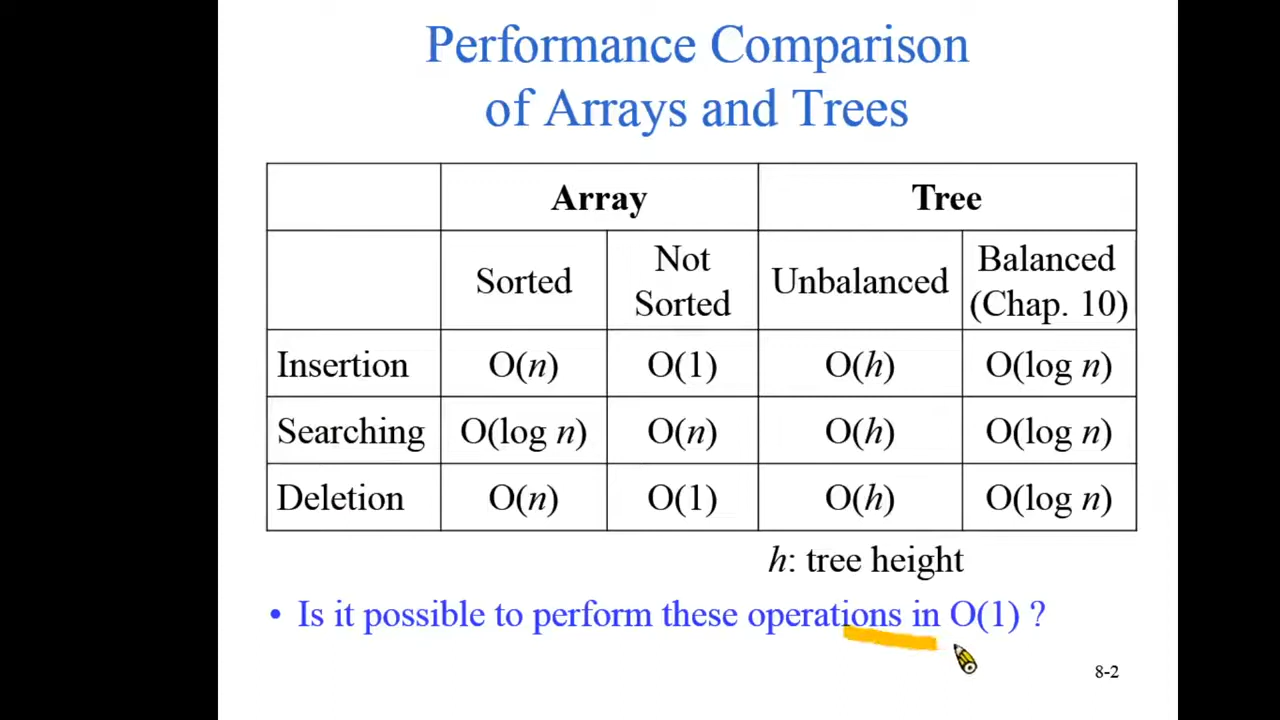 Performance Comparison
of Arrays and Trees
Array Tree
Sorted Not Sorted Unbalanced Balanced (Chap. 10)
Insertion O(n) O(1) O(h) O(log n)
Searching O(log n) O(n) O(h) O(log n)
Deletion O(n) O(1) O(h) O(log n)
h: tree height
• Is it possible to perform these operations in O(1) ?
8-2